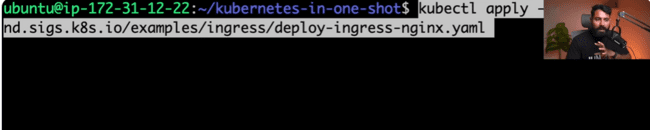 ubuntu@ip-172-31-12-22:~/kubernetes-in-one-shot$ kubectl apply -
nd.sigs.k8s.io/examples/ingress/deploy-ingress-nginx.yaml